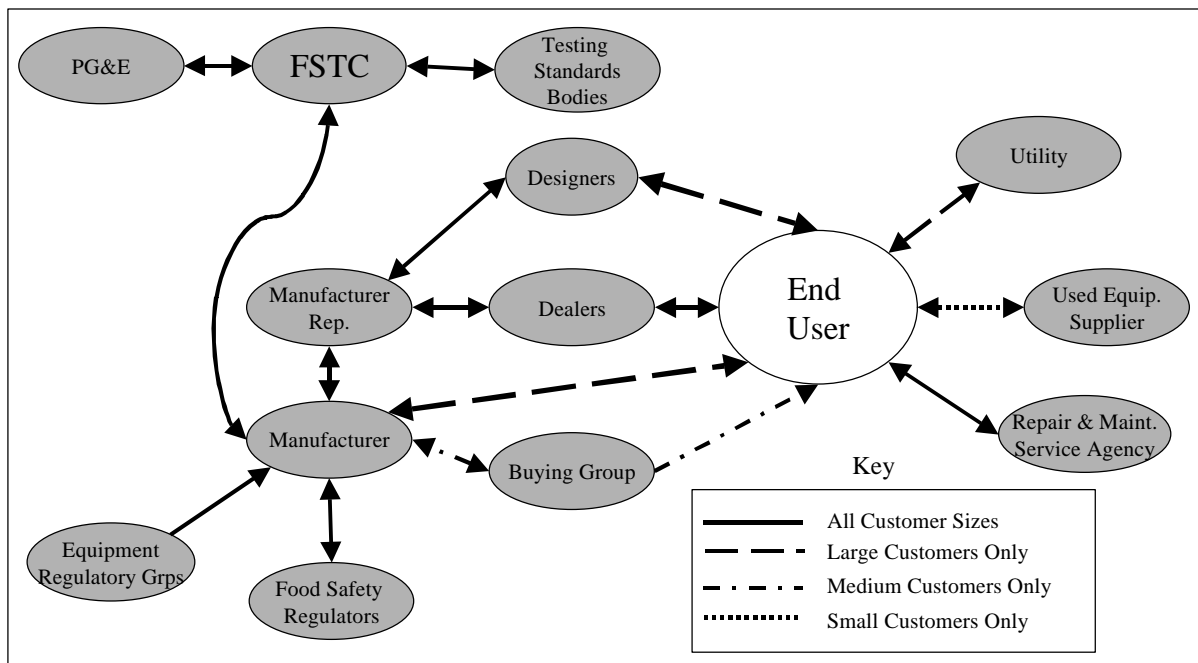 PG&E
FSTC
Testing
Standards
Bodies
Designers
Utility
Manufacturer
Rep.
Dealers
End
User
Used Equip.
Supplier
Manufacturer
Buying Group
Repair & Maint.
Service Agency
Equipment
Regulatory Grps
Food Safety
Regulators
Key
All Customer Sizes
Large Customers Only
Medium Customers Only
Small Customers Only